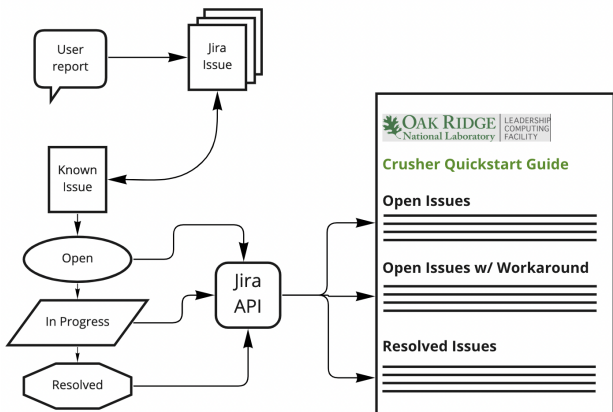 User
report
Jira
Issue
Known
Issue
Open
In Progress
Resolved
Jira
API
OAK RIDGE
National Laboratory
LEADERSHIP
COMPUTING
FACILITY
Crusher Quickstart Guide
Open Issues
Open Issues w/ Workaround
Resolved Issues